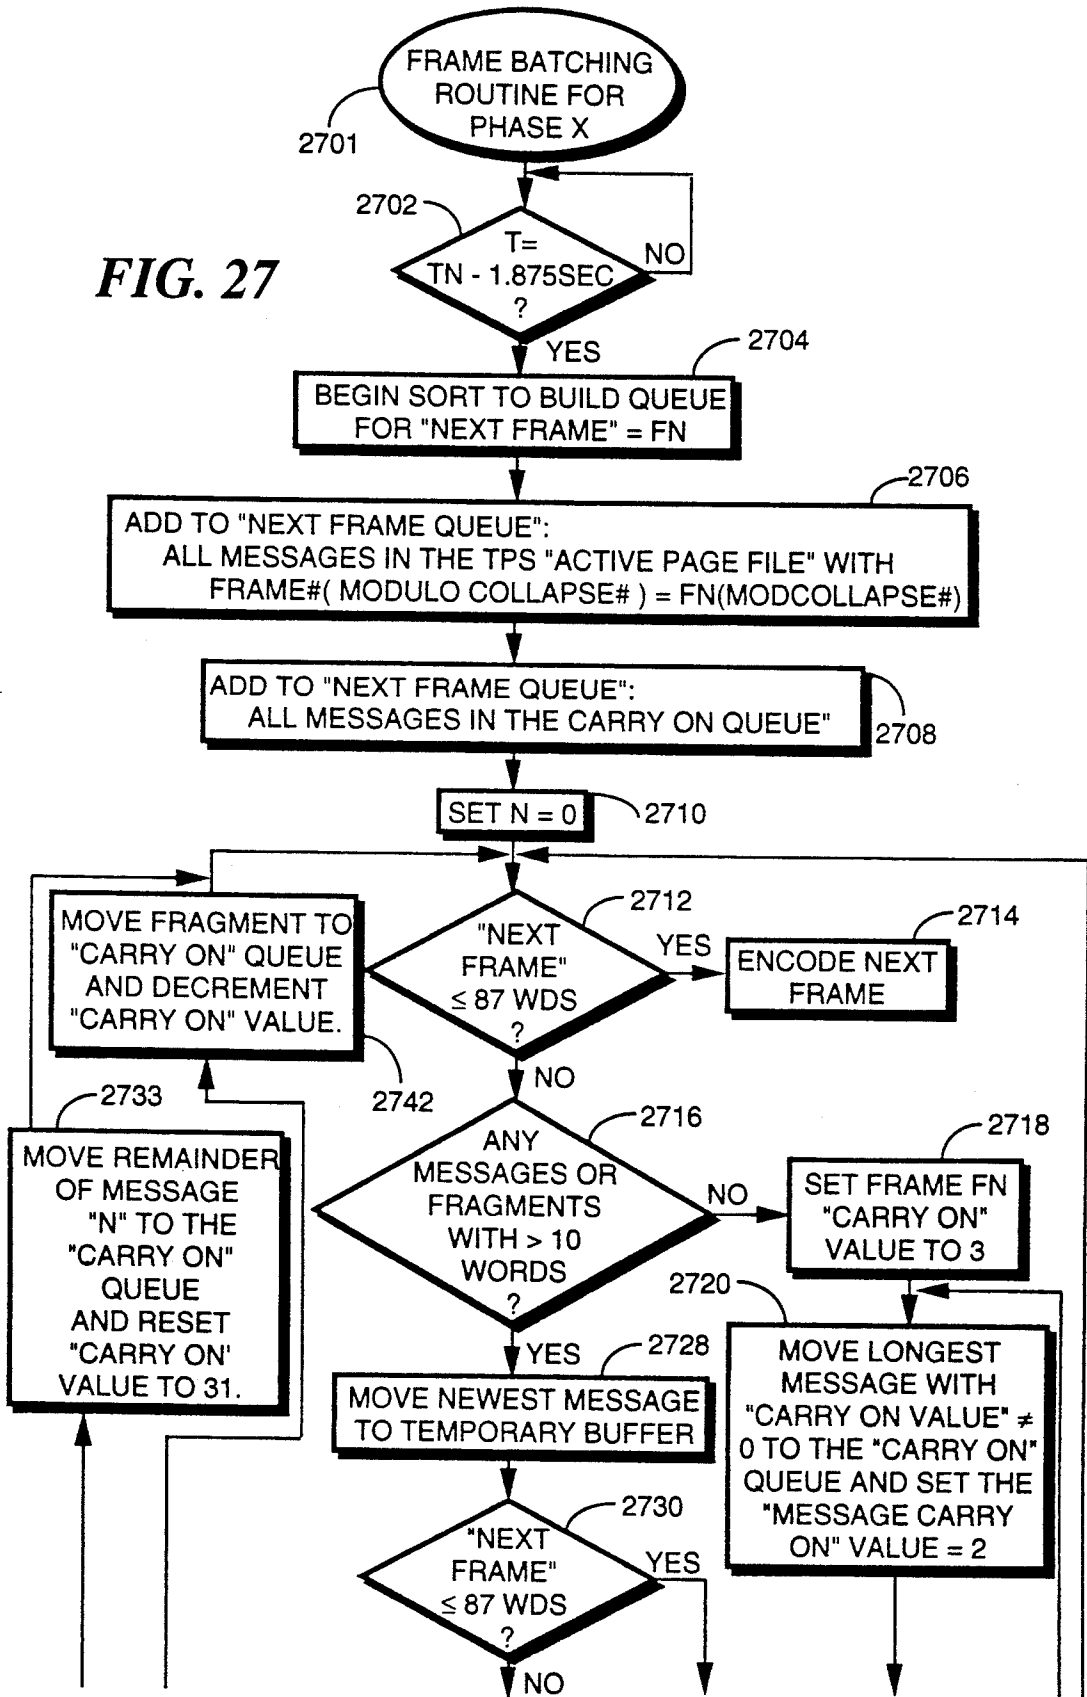 FRAME BATCHING
ROUTINE FOR
PHASE X
2701
2702
T=
TN - 1.875SEC
?
NO
FIG. 27
YES
2704
BEGIN SORT TO BUILD QUEUE
FOR "NEXT FRAME" = FN
2706
ADD TO "NEXT FRAME QUEUE":
ALL MESSAGES IN THE TPS "ACTIVE PAGE FILE" WITH
FRAME#( MODULO COLLAPSE# ) = FN(MODCOLLAPSE#)
ADD TO "NEXT FRAME QUEUE":
ALL MESSAGES IN THE CARRY ON QUEUE"
2708
SET N = 0
2710
MOVE FRAGMENT TO
"CARRY ON" QUEUE
AND DECREMENT
"CARRY ON" VALUE.
2742
2712
"NEXT
FRAME"
≤ 87 WDS
?
YES
2714
ENCODE NEXT
FRAME
NO
2733
MOVE REMAINDER
OF MESSAGE
"N" TO THE
"CARRY ON"
QUEUE
AND RESET
"CARRY ON'
VALUE TO 31.
2716
ANY
MESSAGES OR
FRAGMENTS
WITH > 10
WORDS
?
NO
2718
SET FRAME FN
"CARRY ON"
VALUE TO 3
2720
MOVE LONGEST
MESSAGE WITH
"CARRY ON VALUE" ≠
0 TO THE "CARRY ON"
QUEUE AND SET THE
"MESSAGE CARRY
ON" VALUE = 2
YES
2728
MOVE NEWEST MESSAGE
TO TEMPORARY BUFFER
2730
"NEXT
FRAME"
≤ 87 WDS
?
YES
NO